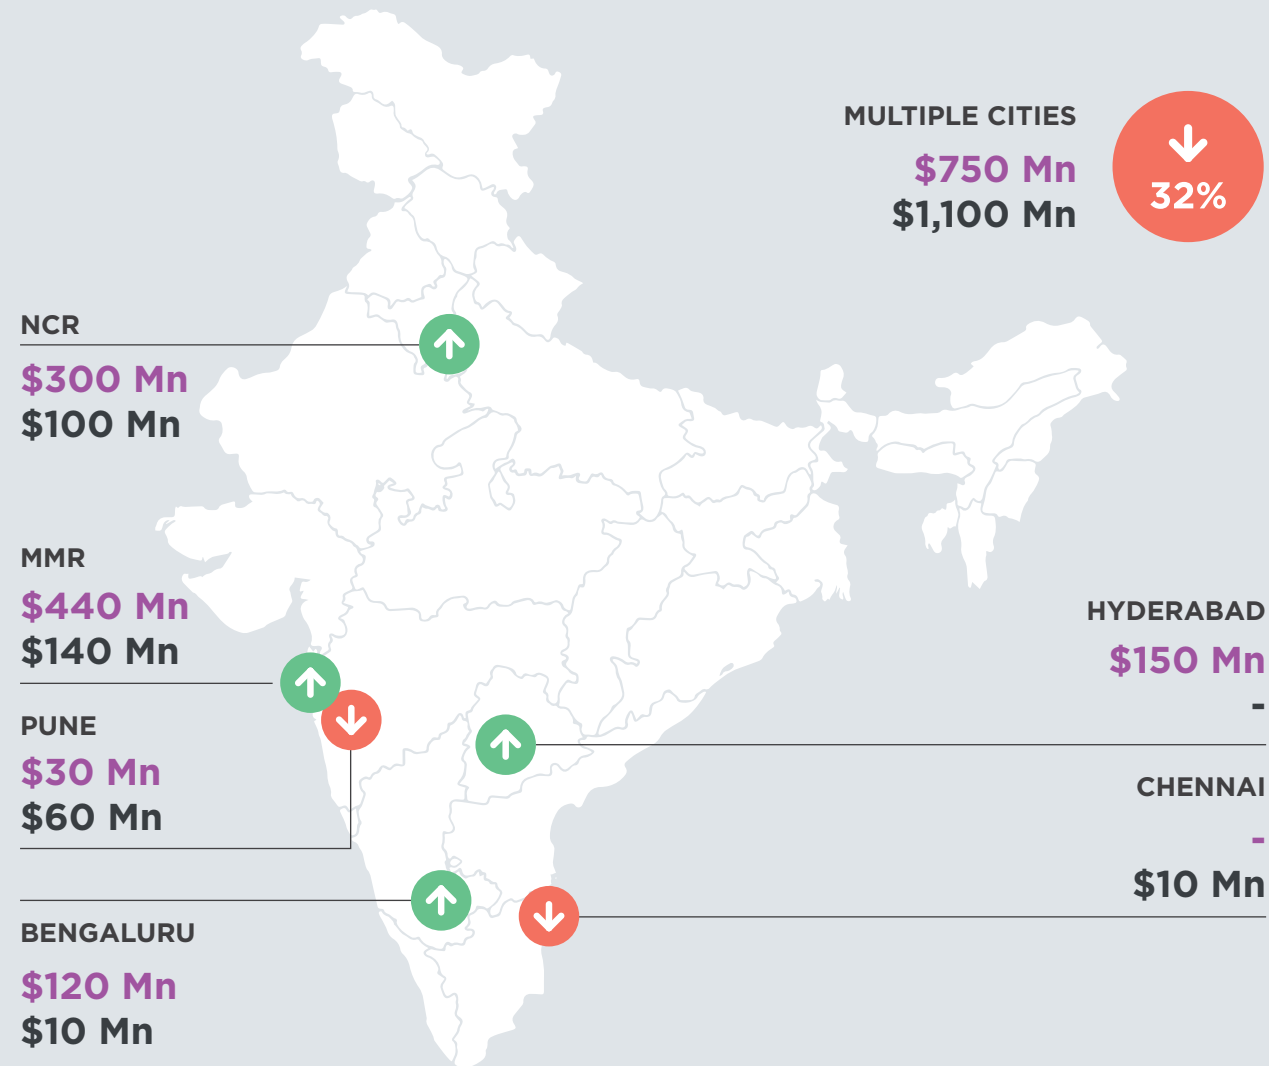 MULTIPLE CITIES
$750 Mn
$1,100 Mn
32%
NCR
$300 Mn
$100 Mn
MMR
$440 Mn
$140 Mn
PUNE
$30 Mn
$60 Mn
BENGALURU
$120 Mn
$10 Mn
HYDERABAD
$150 Mn
-
CHENNAI
-
$10 Mn